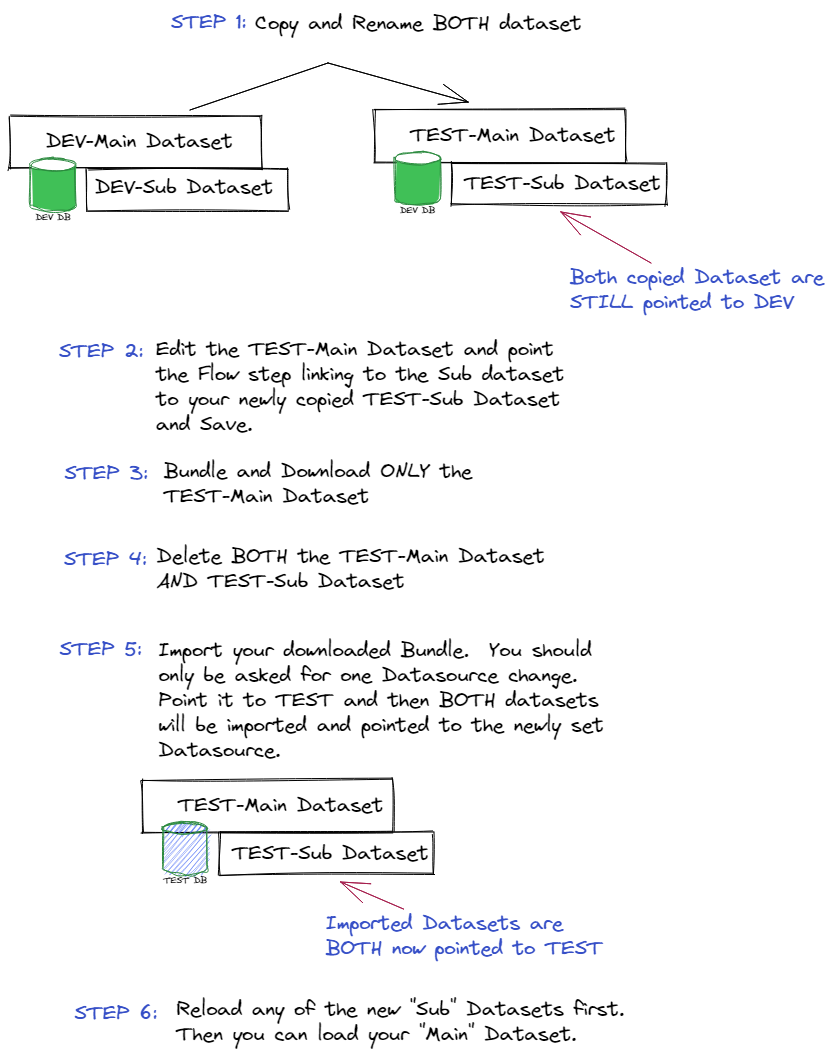 STEP 1: Copy and Rename BOTH dataset
DEV-Main Dataset
DEV-Sub Dataset
DEV DB
TEST-Main Dataset
TEST-Sub Dataset
DEV DB
Both copied Dataset are
STILL pointed to DEV
STEP 2: Edit the TEST-Main Dataset and point
the Flow step linking to the Sub dataset
to your newly copied TEST-Sub Dataset
and Save.
STEP 3: Bundle and Download ONLY the
TEST-Main Dataset
STEP 4: Delete BOTH the TEST-Main Dataset
AND TEST-Sub Dataset
STEP 5: Import your downloaded Bundle. You should
only be asked for one Datasource change.
Point it to TEST and then BOTH datasets
will be imported and pointed to the newly set
Datasource.
TEST-Main Dataset
TEST-Sub Dataset
TEST DB
Imported Datasets are
BOTH now pointed to TEST
STEP 6: Reload any of the new "Sub" Datasets first.
Then you can load your "Main" Dataset.